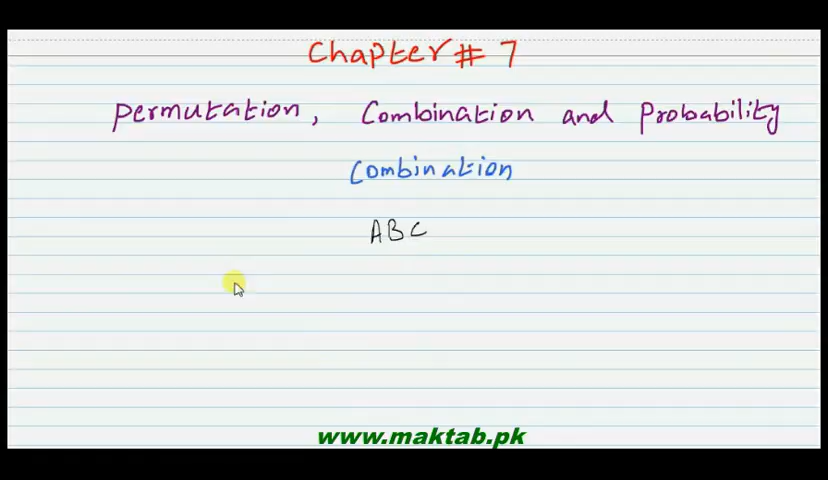 Chapter # 7
Permutation, Combination and Probability
Combination
ABC
www.maktab.pk